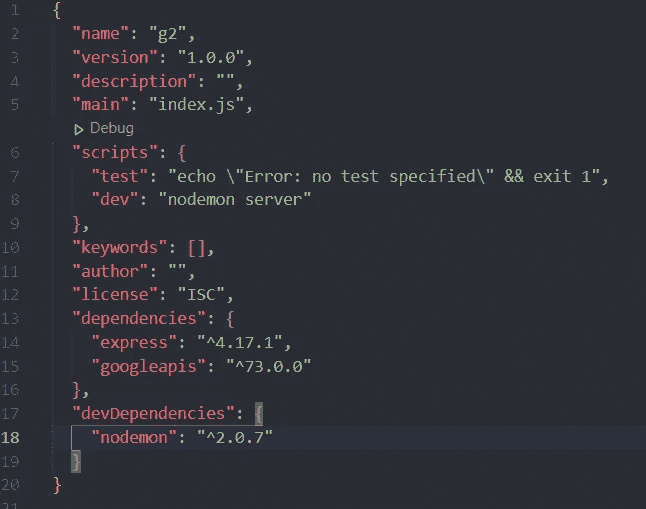 1 {
2 "name": "g2",
3 "version": "1.0.0",
4 "description": "",
5 "main": "index.js",
Debug
6 "scripts": {
7 "test": "echo \"Error: no test specified\" && exit 1",
8 "dev": "nodemon server"
9 },
10 "keywords": [],
11 "author": "",
12 "license": "ISC",
13 "dependencies": {
14 "express": "^4.17.1",
15 "googleapis": "^73.0.0"
16 },
17 "devDependencies": {
18 "nodemon": "^2.0.7"
19 }
20 }
21